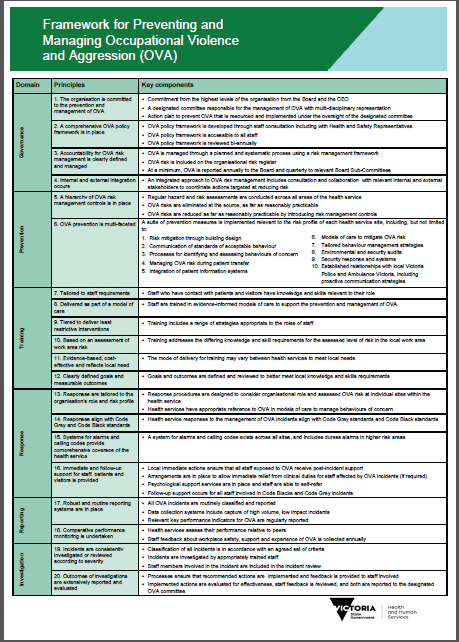 Framework for Preventing and
Managing Occupational Violence
and Aggression (OVA)
Domain Principles Key components
Governance
1. The organisation is committed
to the prevention and
management of OVA
• Commitment from the highest levels of the organisation from the Board and the CEO
• A designated committee responsible for the management of OVA with multi-disciplinary representation
• Action plan to prevent OVA that is resourced and implemented under the oversight of the designated committee
2. A comprehensive OVA policy
framework is in place
• OVA policy framework is developed through staff consultation including with Health and Safety Representatives
• OVA policy framework is accessible to all staff
• OVA policy framework is reviewed bi-annually
3. Accountability for OVA risk
management is clearly defined
and managed
• OVA is managed through a planned and systematic process using a risk management framework
• OVA risk is included on the organisational risk register
• At a minimum, OVA is reported annually to the Board and quarterly to relevant Board Sub-Committees
4. Internal and external integration
occurs
• An integrated approach to OVA risk management includes consultation and collaboration with relevant internal and external
stakeholders to coordinate actions targeted at reducing risk
Prevention
5. A hierarchy of OVA risk
management controls is in place
• Regular hazard and risk assessments are conducted across all areas of the health service
• OVA risks are eliminated at the source, as far as reasonably practicable
• OVA risks are reduced as far as reasonably practicable by introducing risk management controls
6. OVA prevention is multi-faceted
A suite of prevention measures is implemented relevant to the risk profile of each health service site, including, but not limited
to:
1. Risk mitigation through building design
2. Communication of standards of acceptable behaviour
3. Processes for identifying and assessing behaviours of concern
4. Managing OVA risk during patient transfer
5. Integration of patient information systems
6. Models of care to mitigate OVA risk
7. Tailored behaviour management strategies
8. Environmental and security audits
9. Security response and systems
10. Established relationships with local Victoria
Police and Ambulance Victoria, including
proactive communication strategies
Training
7. Tailored to staff requirements
• Staff who have contact with patients and visitors have knowledge and skills relevant to their role
8. Delivered as part of a model of
care
• Staff are trained in evidence-informed models of care to support the prevention and management of OVA
9. Tiered to deliver least
restrictive interventions
• Training includes a range of strategies appropriate to the roles of staff
10. Based on an assessment of
work area risk
• Training addresses the differing knowledge and skill requirements for the assessed level of risk in the local work area
11. Evidence-based, cost-
effective and reflects local need
• The mode of delivery for training may vary between health services to meet local needs
12. Clearly defined goals and
measurable outcomes
• Goals and outcomes are defined and reviewed to better meet local knowledge and skills requirements
Response
13. Responses are tailored to the
organisation's role and risk profile
• Response procedures are designed to consider organisational role and assessed OVA risk at individual sites within the
health service
• Health services have appropriate reference to OVA in models of care to manage behaviours of concern
14. Responses align with Code
Grey and Code Black standards
• Health service responses to the management of OVA incidents align with Code Grey standards and Code Black standards
15. Systems for alarms and
calling codes provide
comprehensive coverage of the
health service
• A system for alarms and calling codes exists across all sites, and includes duress alarms in higher risk areas
16. Immediate and follow-up
support for staff, patients and
visitors is provided
• Local immediate actions ensure that all staff exposed to OVA receive post-incident support
• Arrangements are in place to allow immediate relief from clinical duties for staff affected by OVA incidents (if required)
• Psychological support services are in place and staff are able to self-refer
• Follow-up support occurs for all staff involved in Code Blacks and Code Grey incidents
Reporting
17. Robust and routine reporting
systems are in place
• All OVA incidents are routinely classified and reported
• Data collection systems include capture of high volume, low impact incidents
• Relevant key performance indicators for OVA are regularly reported
18. Comparative performance
monitoring is undertaken
• Health services assess their performance relative to peers
• Staff feedback about workplace safety, support and experience of OVA is collected annually
Investigation
19. Incidents are consistently
investigated or reviewed
according to severity
• Classification of all incidents is in accordance with an agreed set of criteria
• Incidents are investigated by appropriately trained staff
• Staff members involved in the incident are included in the incident review
20. Outcomes of investigations
are extensively reported and
evaluated
• Processes ensure that recommended actions are implemented and feedback is provided to staff involved
• Implemented actions are evaluated for effectiveness, staff feedback is reviewed, and both are reported to the designated
OVA committee
VICTORIA
State
Government
Health
and Human
Services